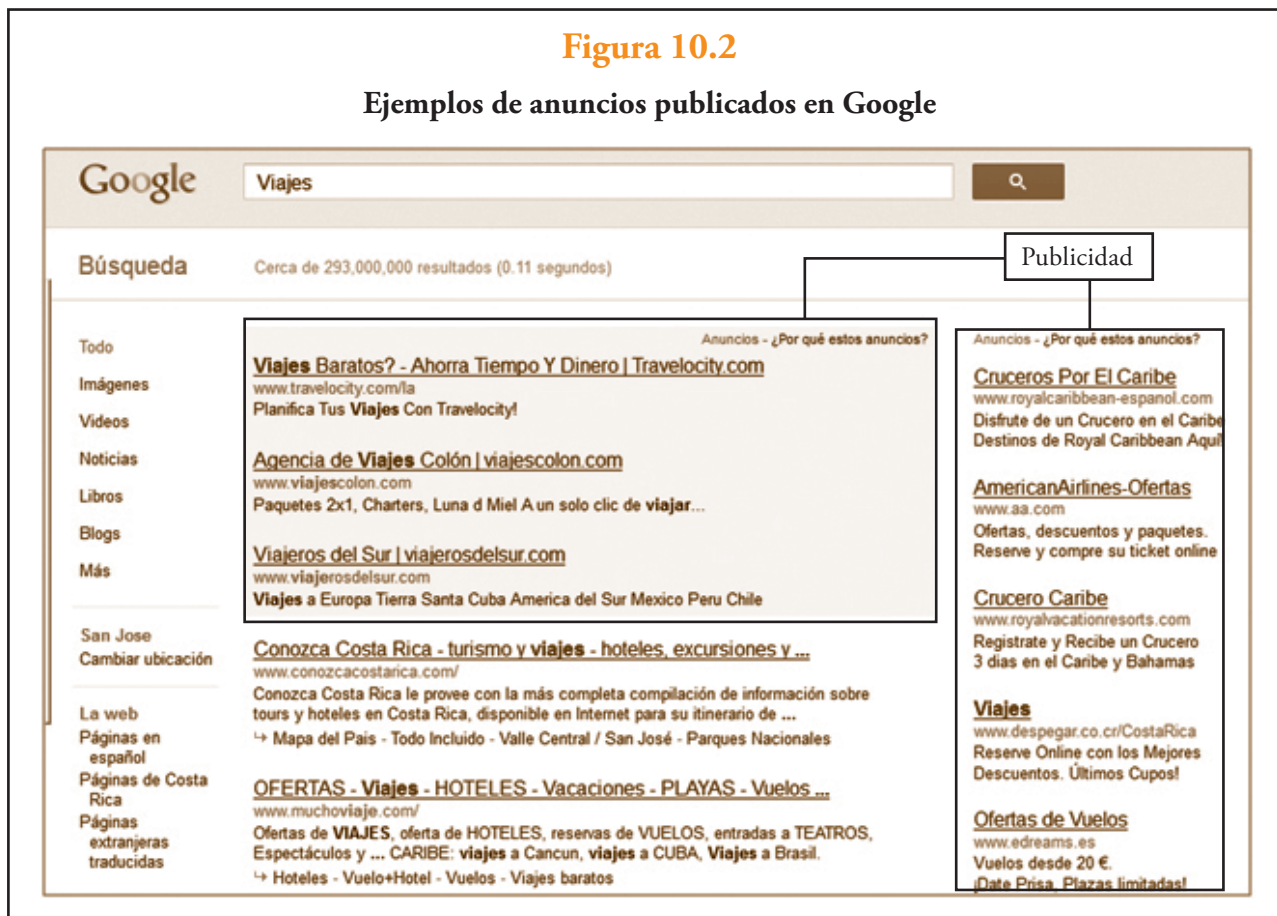 Figura 10.2
Ejemplos de anuncios publicados en Google
Google
Viajes
Búsqueda
Cerca de 293,000,000 resultados (0.11 segundos)
Publicidad
Todo
Imágenes
Videos
Noticias
Libros
Blogs
Más
San Jose
Cambiar ubicación
La web
Páginas en
español
Páginas de Costa
Rica
Páginas
extranjeras
traducidas
Anuncios - ¿Por qué estos anuncios?
Viajes Baratos? - Ahorra Tiempo Y Dinero | Travelocity.com
www.travelocity.com/la
Planifica Tus Viajes Con Travelocity!
Agencia de Viajes Colón | viajescolon.com
www.viajescolon.com
Paquetes 2x1, Charters, Luna d Miel A un solo clic de viajar...
Viajeros del Sur | viajerosdelsur.com
www.viajerosdelsur.com
Viajes a Europa Tierra Santa Cuba America del Sur Mexico Peru Chile
Conozca Costa Rica - turismo y viajes - hoteles, excursiones y ...
www.conozcacostarica.com/
Conozca Costa Rica le provee con la más completa compilación de información sobre
tours y hoteles en Costa Rica, disponible en Internet para su itinerario de ...
↳ Mapa del Pais - Todo Incluido - Valle Central / San José - Parques Nacionales
OFERTAS - Viajes - HOTELES - Vacaciones - PLAYAS - Vuelos ...
www.muchoviaje.com/
Ofertas de VIAJES, oferta de HOTELES, reservas de VUELOS, entradas a TEATROS,
Espectáculos y ... CARIBE: viajes a Cancun, viajes a CUBA, Viajes a Brasil.
↳ Hoteles - Vuelo+Hotel - Vuelos - Viajes baratos
Anuncios - ¿Por qué estos anuncios?
Cruceros Por El Caribe
www.royalcaribbean-espanol.com
Disfrute de un Crucero en el Caribe
Destinos de Royal Caribbean Aquí!
AmericanAirlines-Ofertas
www.aa.com
Ofertas, descuentos y paquetes.
Reserve y compre su ticket online
Crucero Caribe
www.royalvacationresorts.com
Registrate y Recibe un Crucero
3 dias en el Caribe y Bahamas
Viajes
www.despegar.co.cr/CostaRica
Reserve Online con los Mejores
Descuentos. Últimos Cupos!
Ofertas de Vuelos
www.edreams.es
Vuelos desde 20 €.
¡Date Prisa, Plazas limitadas!